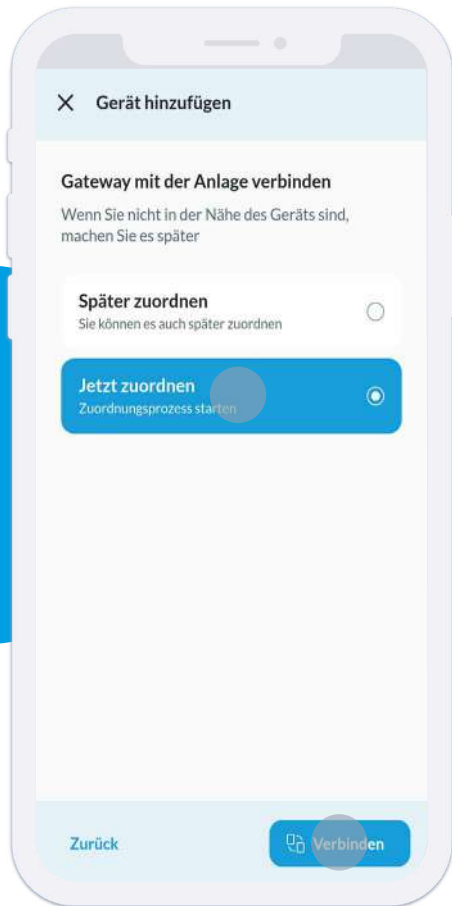 Gerät hinzufügen
Gateway mit der Anlage verbinden
Wenn Sie nicht in der Nähe des Geräts sind,
machen Sie es später
Später zuordnen
Sie können es auch später zuordnen
Jetzt zuordnen
Zuordnungsprozess starten
Zurück
Verbinden